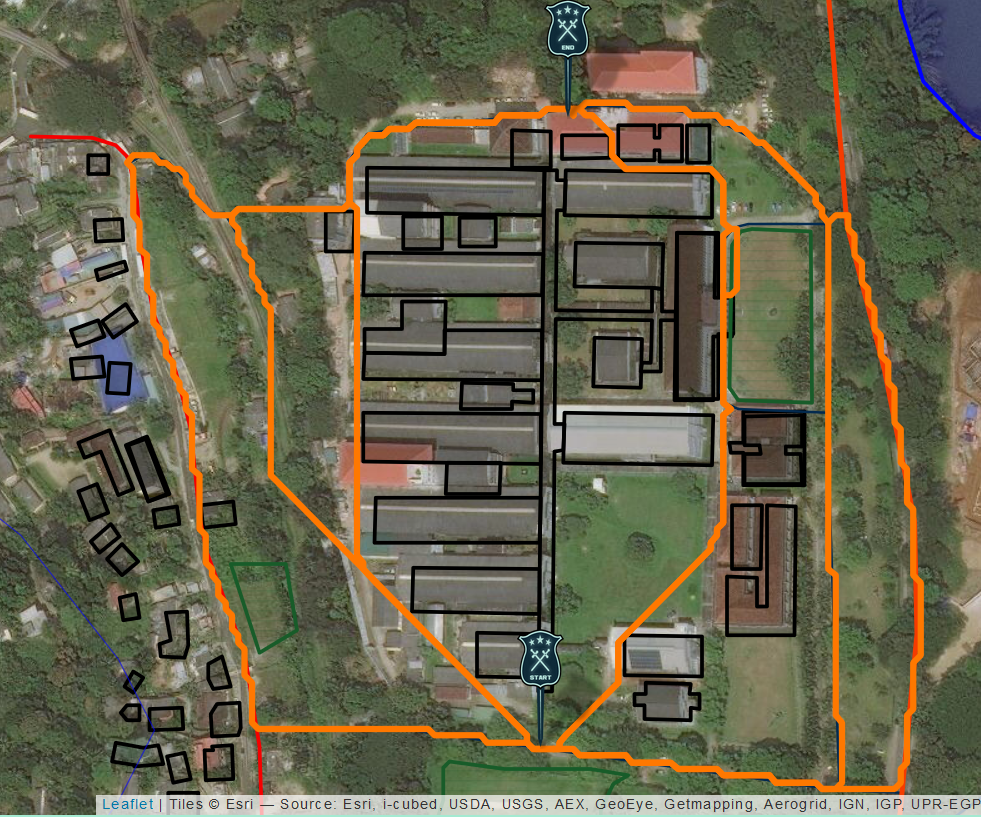 END
START
Leaflet | Tiles © Esri — Source: Esri, i-cubed, USDA, USGS, AEX, GeoEye, Getmapping, Aerogrid, IGN, IGP, UPR-EGP